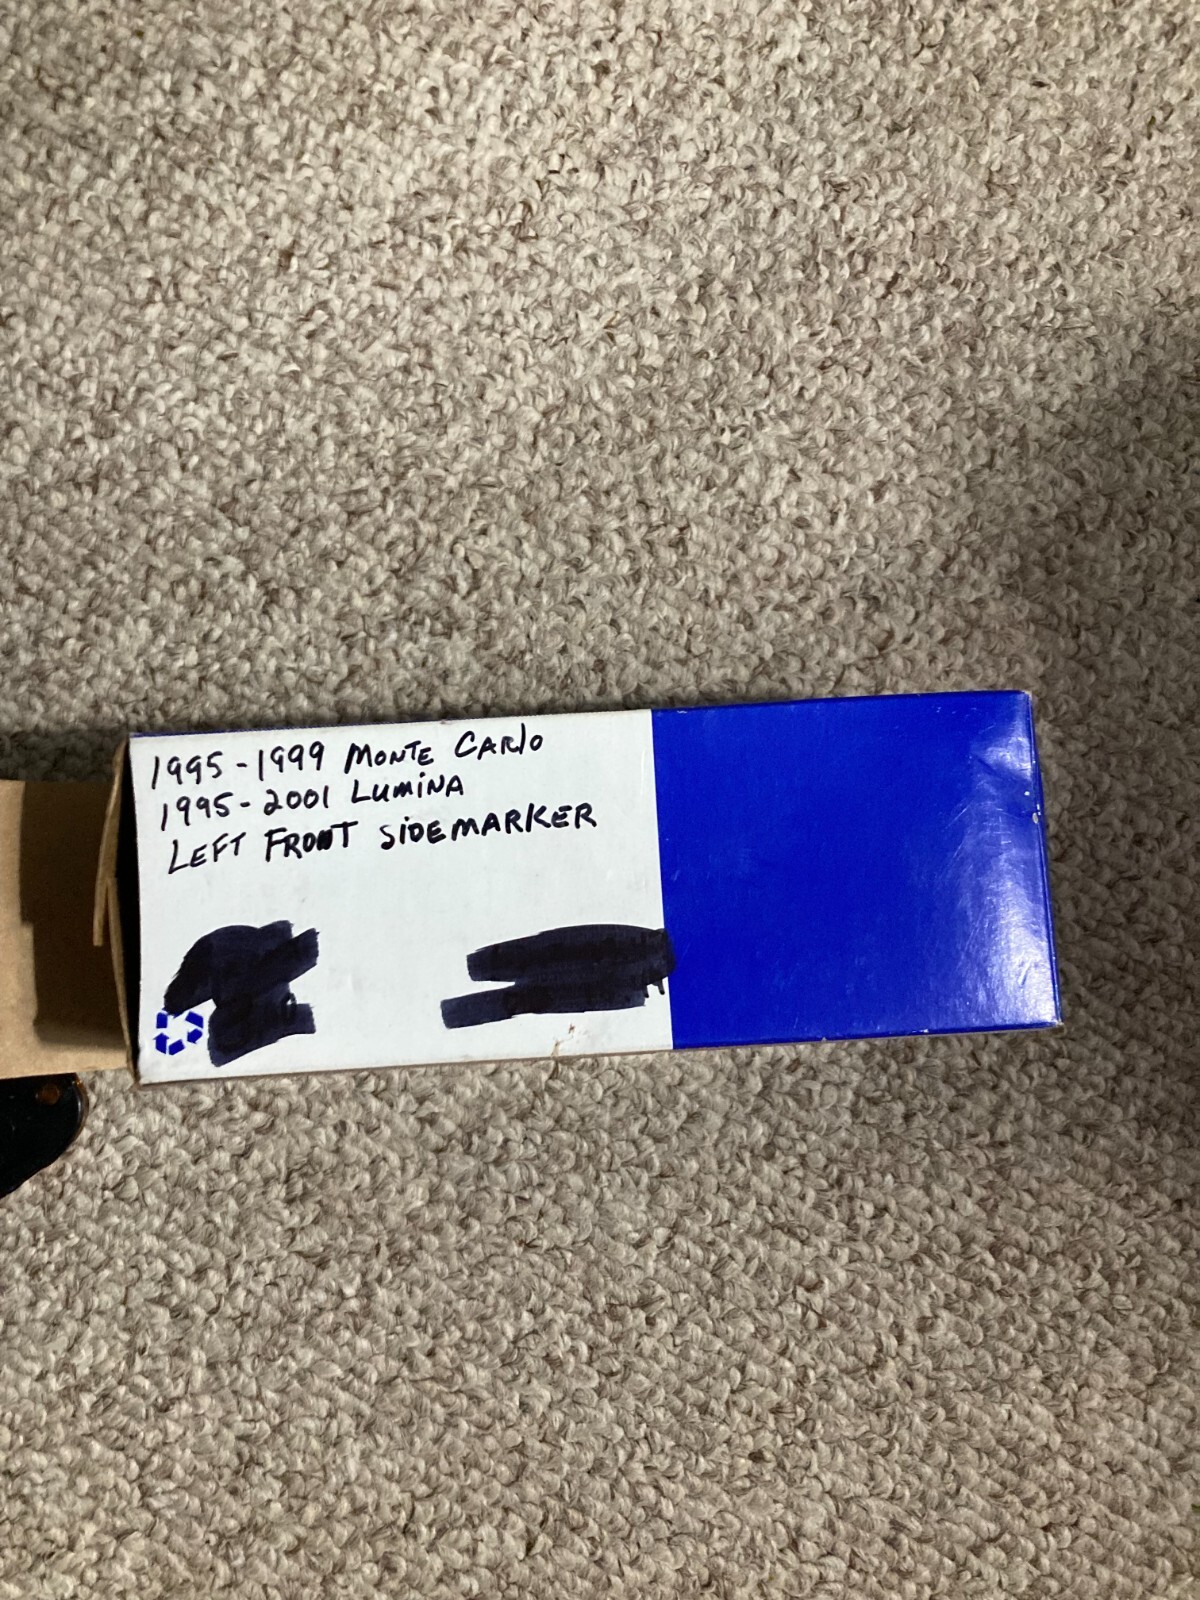 1995-1999 MONTE CARlO
1995-2001 LUMiNA
LEFT FRONT SiDEMARKER